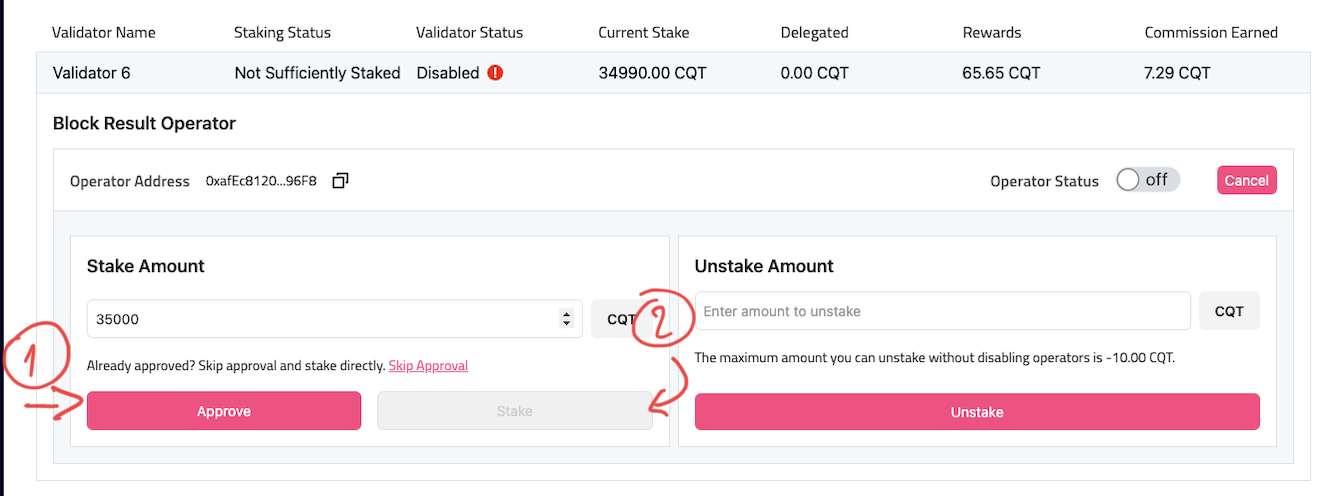 Validator Name Staking Status Validator Status Current Stake Delegated Rewards Commission Earned
Validator 6 Not Sufficiently Staked Disabled 34990.00 CQT 0.00 CQT 65.65 CQT 7.29 CQT
Block Result Operator
Operator Address 0xafEc8120...96F8 Operator Status off Cancel
Stake Amount
35000 CQT
Already approved? Skip approval and stake directly. Skip Approval
Approve Stake
Unstake Amount
Enter amount to unstake CQT
The maximum amount you can unstake without disabling operators is -10.00 CQT.
Unstake
1
2